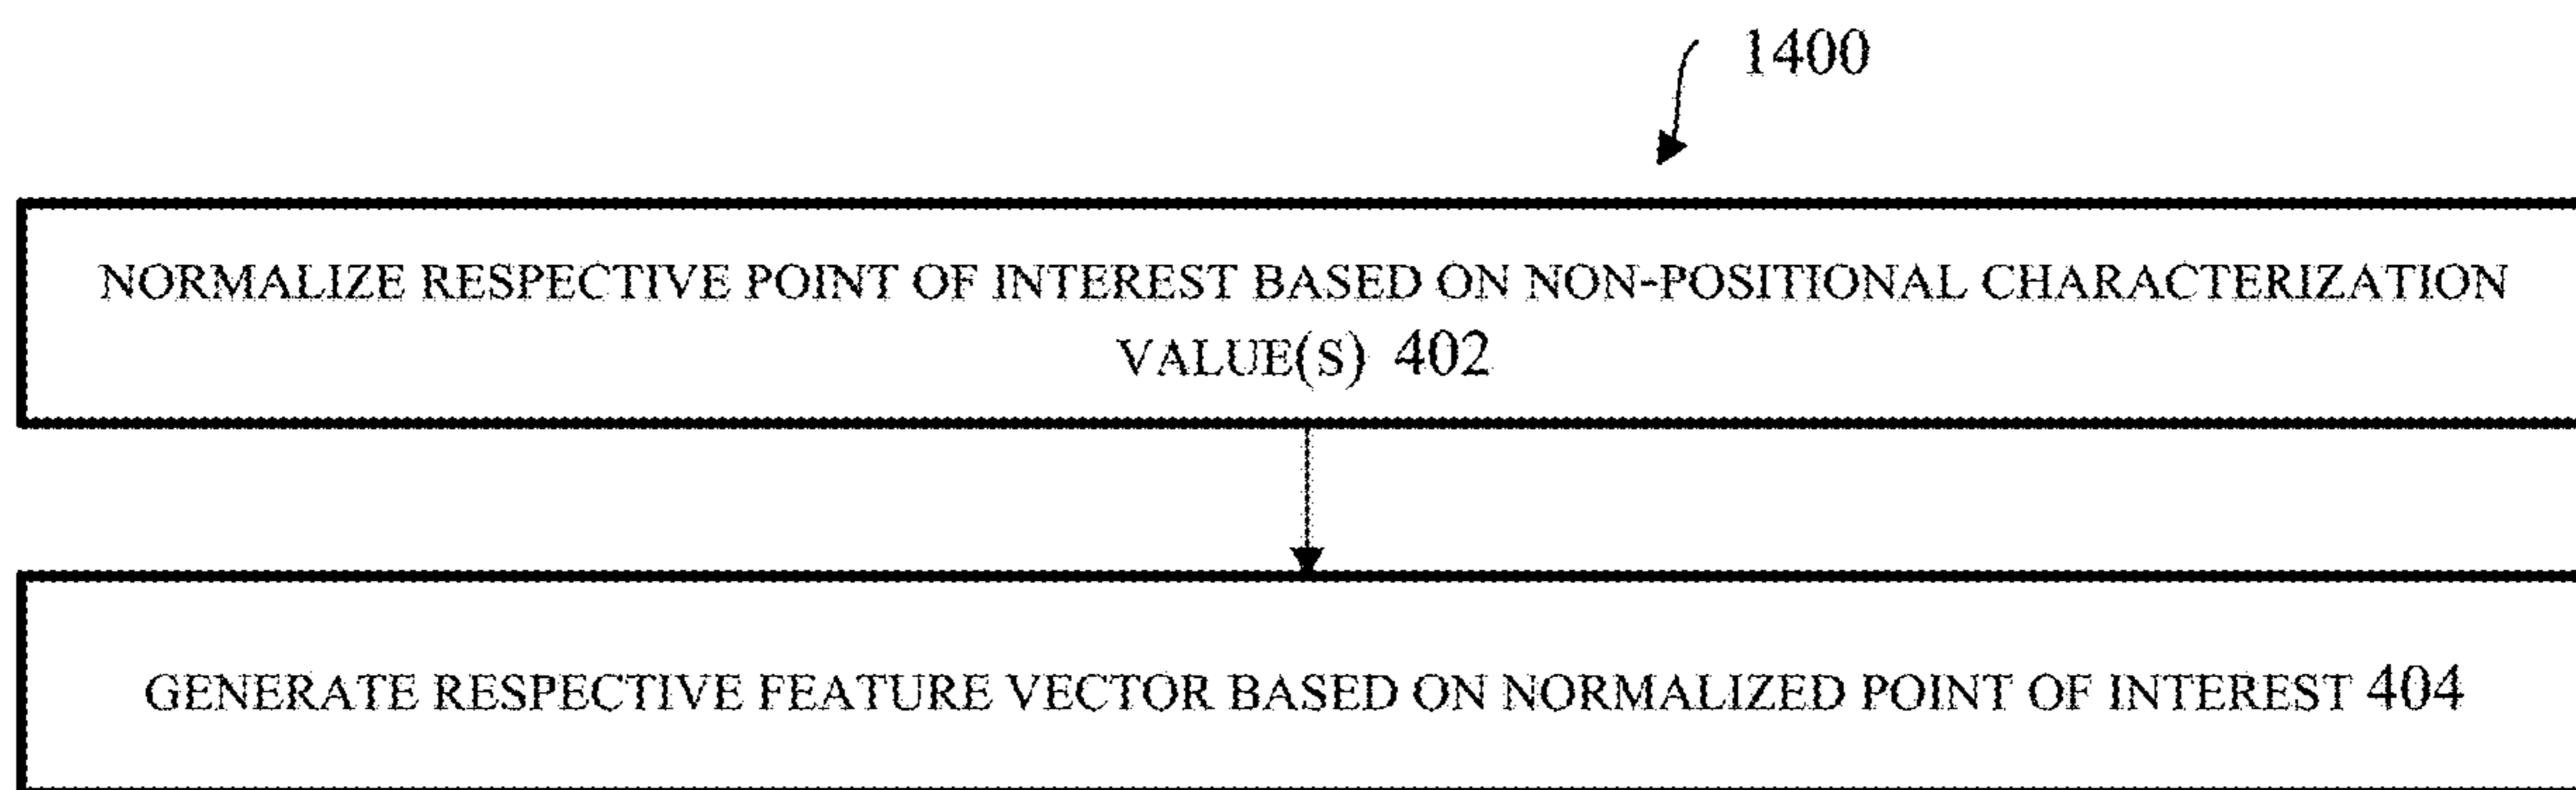 1400
NORMALIZE RESPECTIVE POINT OF INTEREST BASED ON NON-POSITIONAL CHARACTERIZATION
VALUE(S) 402
GENERATE RESPECTIVE FEATURE VECTOR BASED ON NORMALIZED POINT OF INTEREST 404